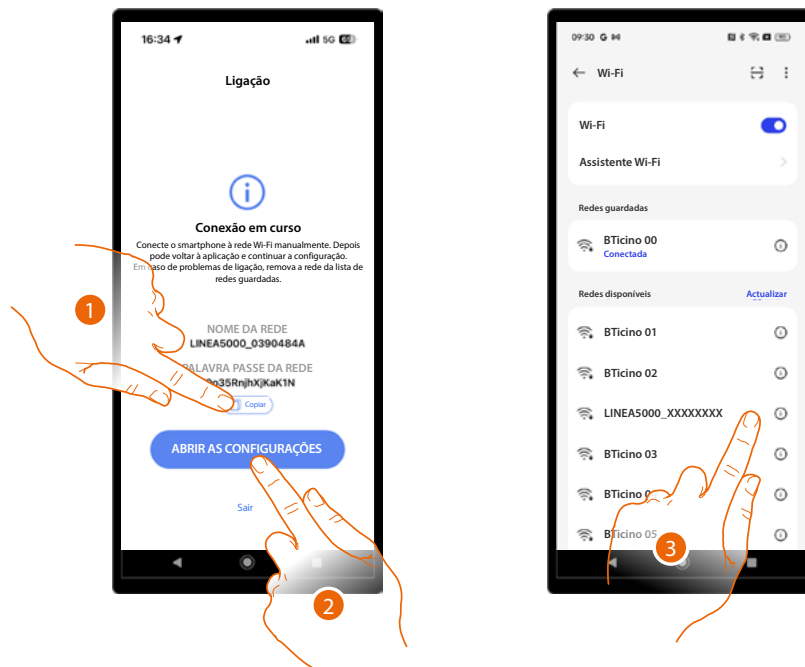 16:34
5G 62
Ligação
Conexão em curso
Conecte o smartphone à rede Wi-Fi manualmente. Depois
pode voltar à aplicação e continuar a configuração.
Em caso de problemas de ligação, remova a rede da lista de
redes guardadas.
NOME DA REDE
LINEA5000_0390484A
PALAVRA PASSE DA REDE
35RnjhXjKaK1N
Copiar
ABRIR AS CONFIGURAÇÕES
Sair
1
2
09:30 G
Wi-Fi
Wi-Fi
Assistente Wi-Fi
Redes guardadas
BTicino 00
Conectada
Redes disponíveis Actualizar
BTicino 01
BTicino 02
LINEA5000_XXXXXXXX
BTicino 03
BTicino
BTicino 05
3